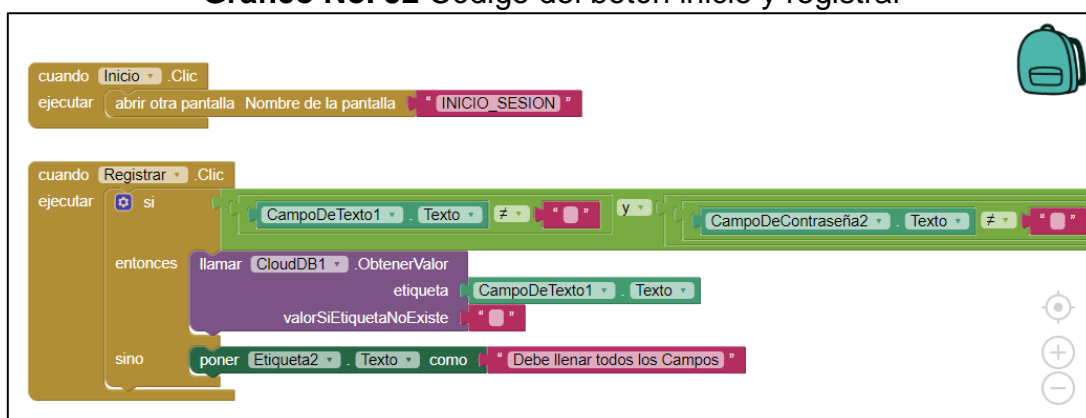 cuando Inicio .Clic
ejecutar abrir otra pantalla Nombre de la pantalla " INICIO_SESION "
cuando Registrar .Clic
ejecutar si CampoDeTexto1 . Texto ≠ " " y CampoDeContraseña2 . Texto ≠ " "
entonces llamar CloudDB1 .ObtenerValor
etiqueta CampoDeTexto1 . Texto
valorSiEtiquetaNoExiste " "
sino poner Etiqueta2 . Texto como " Debe llenar todos los Campos "